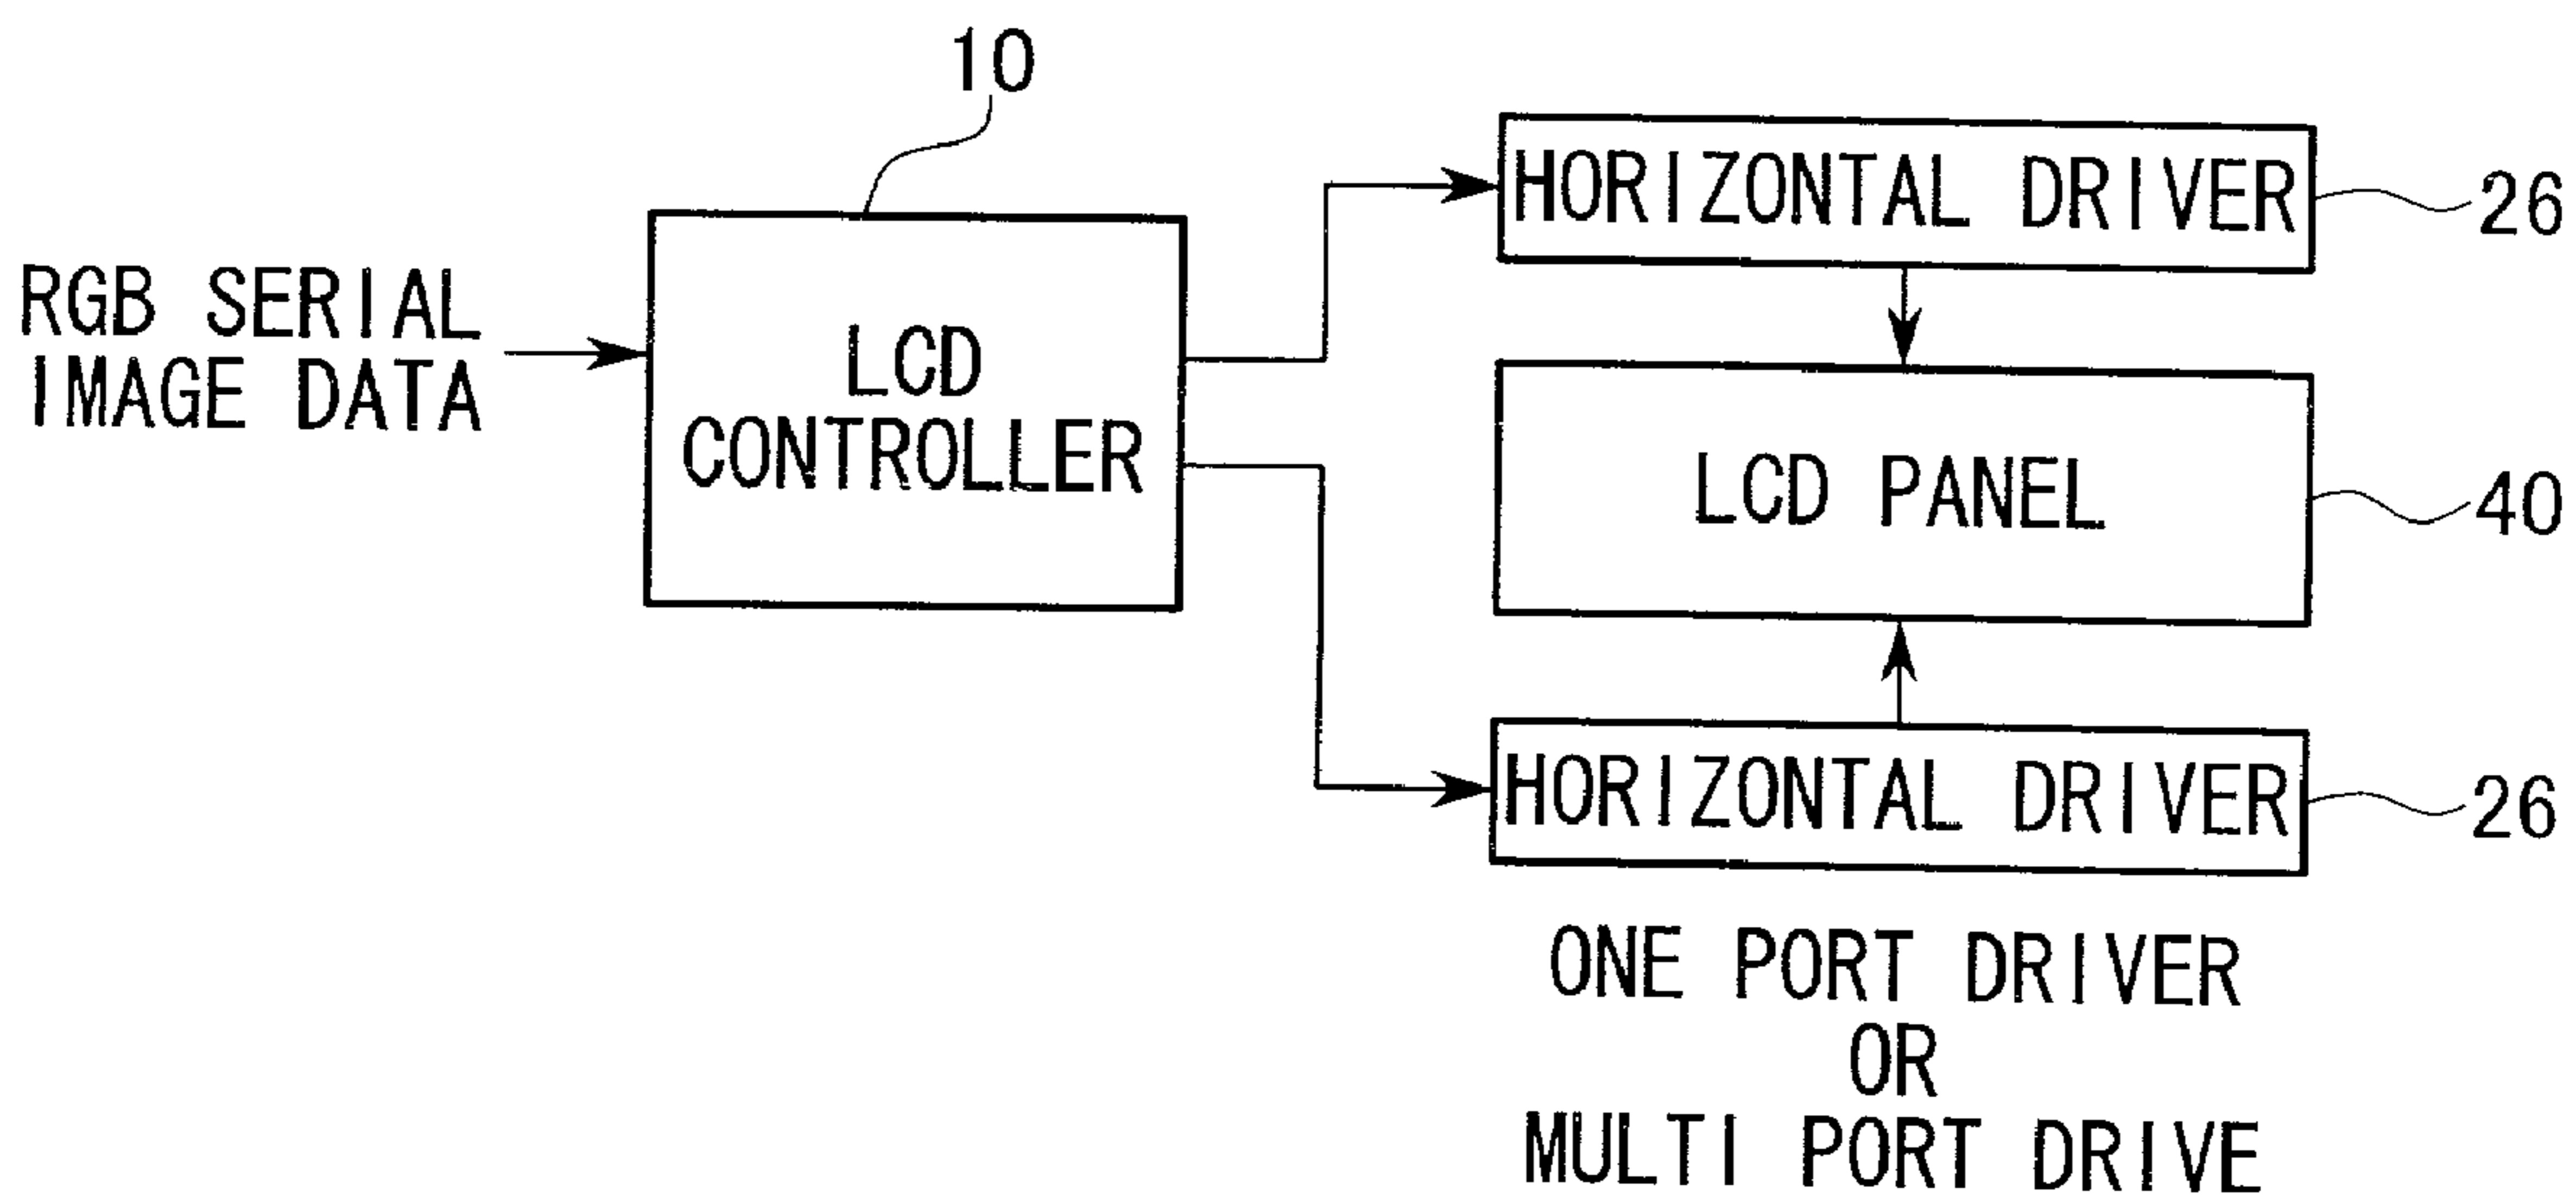 10
RGB SERIAL
IMAGE DATA
LCD
CONTROLLER
HORIZONTAL DRIVER
26
LCD PANEL
40
HORIZONTAL DRIVER
26
ONE PORT DRIVER
OR
MULTI PORT DRIVE